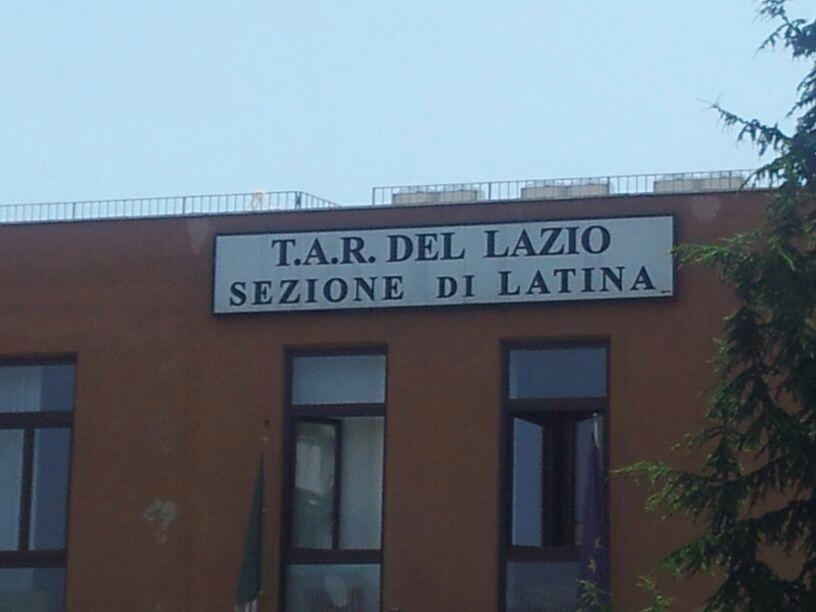 T.A.R. DEL LAZIO
SEZIONE DI LATINA